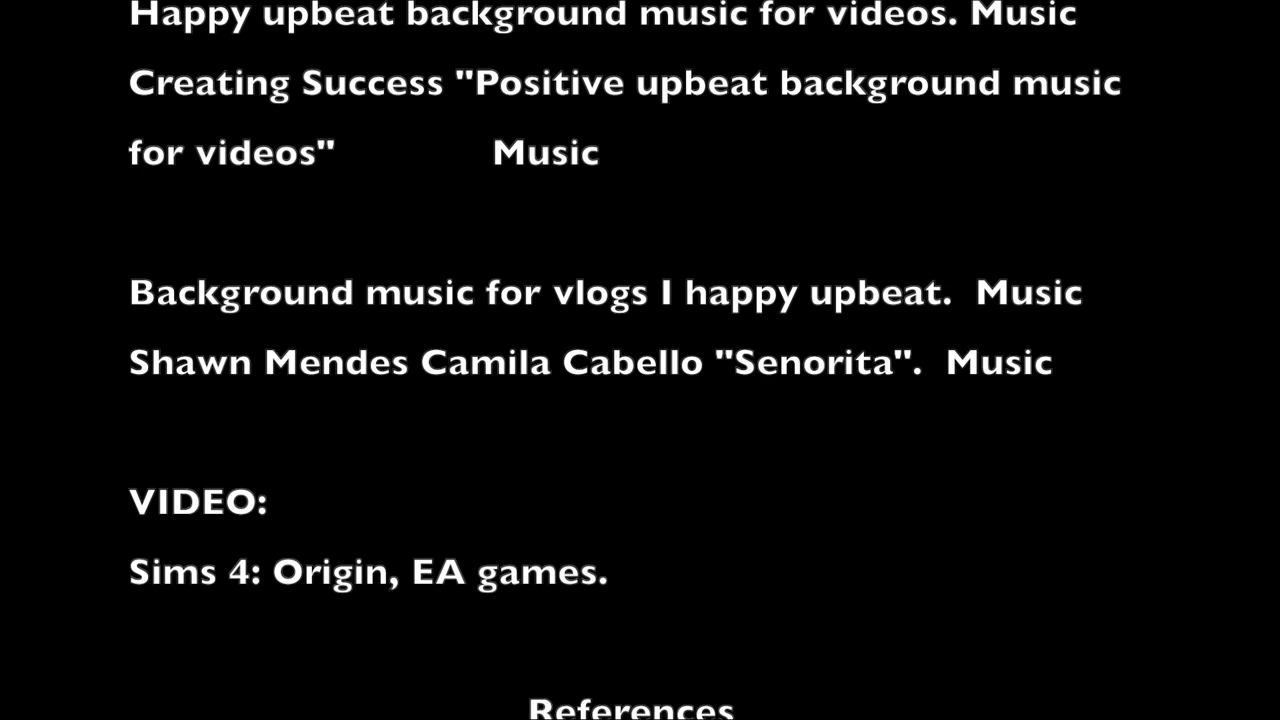 Happy upbeat background music for videos. Music
Creating Success "Positive upbeat background music
for videos" Music
Background music for vlogs I happy upbeat. Music
Shawn Mendes Camila Cabello "Senorita". Music
VIDEO:
Sims 4: Origin, EA games.
References